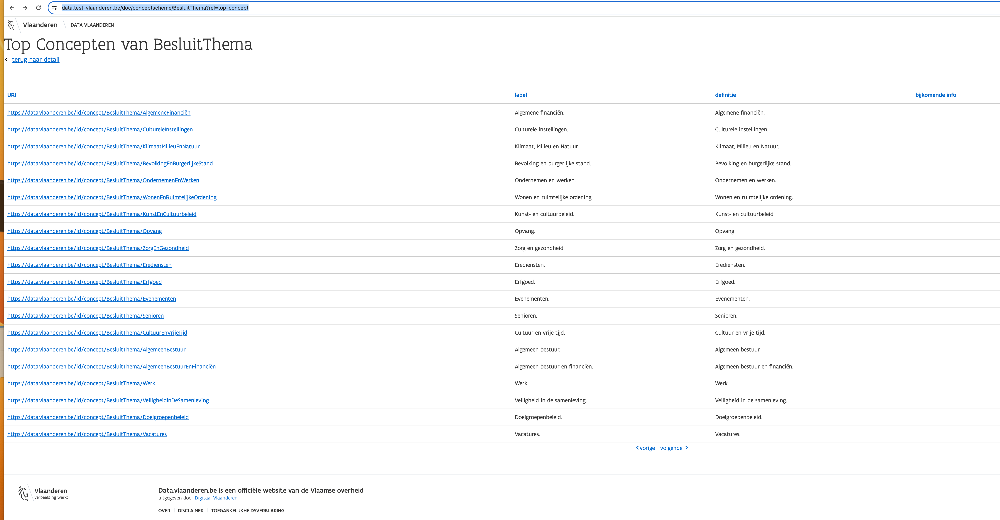 data.test-vlaanderen.be/doc/conceptscheme/BesluitThema?rel=top-concept
Vlaanderen DATA VLAANDEREN
Top Concepten van BesluitThema
terug naar detail
URI label definitie bijkomende info
https://data.vlaanderen.be/id/concept/BesluitThema/AlgemeneFinanciën Algemene financiën. Algemene financiën.
https://data.vlaanderen.be/id/concept/BesluitThema/CultureleInstellingen Culturele instellingen. Culturele instellingen.
https://data.vlaanderen.be/id/concept/BesluitThema/KlimaatMilieuEnNatuur Klimaat, Milieu en Natuur. Klimaat, Milieu en Natuur.
https://data.vlaanderen.be/id/concept/BesluitThema/BevolkingEnBurgerlijkeStand Bevolking en burgerlijke stand. Bevolking en burgerlijke stand.
https://data.vlaanderen.be/id/concept/BesluitThema/OndernemenEnWerken Ondernemen en werken. Ondernemen en werken.
https://data.vlaanderen.be/id/concept/BesluitThema/WonenEnRuimtelijkeOrdening Wonen en ruimtelijke ordening. Wonen en ruimtelijke ordening.
https://data.vlaanderen.be/id/concept/BesluitThema/KunstEnCultuurbeleid Kunst- en cultuurbeleid. Kunst- en cultuurbeleid.
https://data.vlaanderen.be/id/concept/BesluitThema/Opvang Opvang. Opvang.
https://data.vlaanderen.be/id/concept/BesluitThema/ZorgEnGezondheid Zorg en gezondheid. Zorg en gezondheid.
https://data.vlaanderen.be/id/concept/BesluitThema/Erediensten Erediensten. Erediensten.
https://data.vlaanderen.be/id/concept/BesluitThema/Erfgoed Erfgoed. Erfgoed.
https://data.vlaanderen.be/id/concept/BesluitThema/Evenementen Evenementen. Evenementen.
https://data.vlaanderen.be/id/concept/BesluitThema/Senioren Senioren. Senioren.
https://data.vlaanderen.be/id/concept/BesluitThema/CultuurEnVrijeTijd Cultuur en vrije tijd. Cultuur en vrije tijd.
https://data.vlaanderen.be/id/concept/BesluitThema/AlgemeenBestuur Algemeen bestuur. Algemeen bestuur.
https://data.vlaanderen.be/id/concept/BesluitThema/AlgemeenBestuurEnFinanciën Algemeen bestuur en financiën. Algemeen bestuur en financiën.
https://data.vlaanderen.be/id/concept/BesluitThema/Werk Werk. Werk.
https://data.vlaanderen.be/id/concept/BesluitThema/VeiligheidInDeSamenleving Veiligheid in de samenleving. Veiligheid in de samenleving.
https://data.vlaanderen.be/id/concept/BesluitThema/Doelgroepenbeleid Doelgroepenbeleid. Doelgroepenbeleid.
https://data.vlaanderen.be/id/concept/BesluitThema/Vacatures Vacatures. Vacatures.
vorige volgende
Vlaanderen
verbeelding werkt
Data.vlaanderen.be is een officiële website van de Vlaamse overheid
uitgegeven door Digitaal Vlaanderen
OVER DISCLAIMER TOEGANKELIJKHEIDSVERKLARING